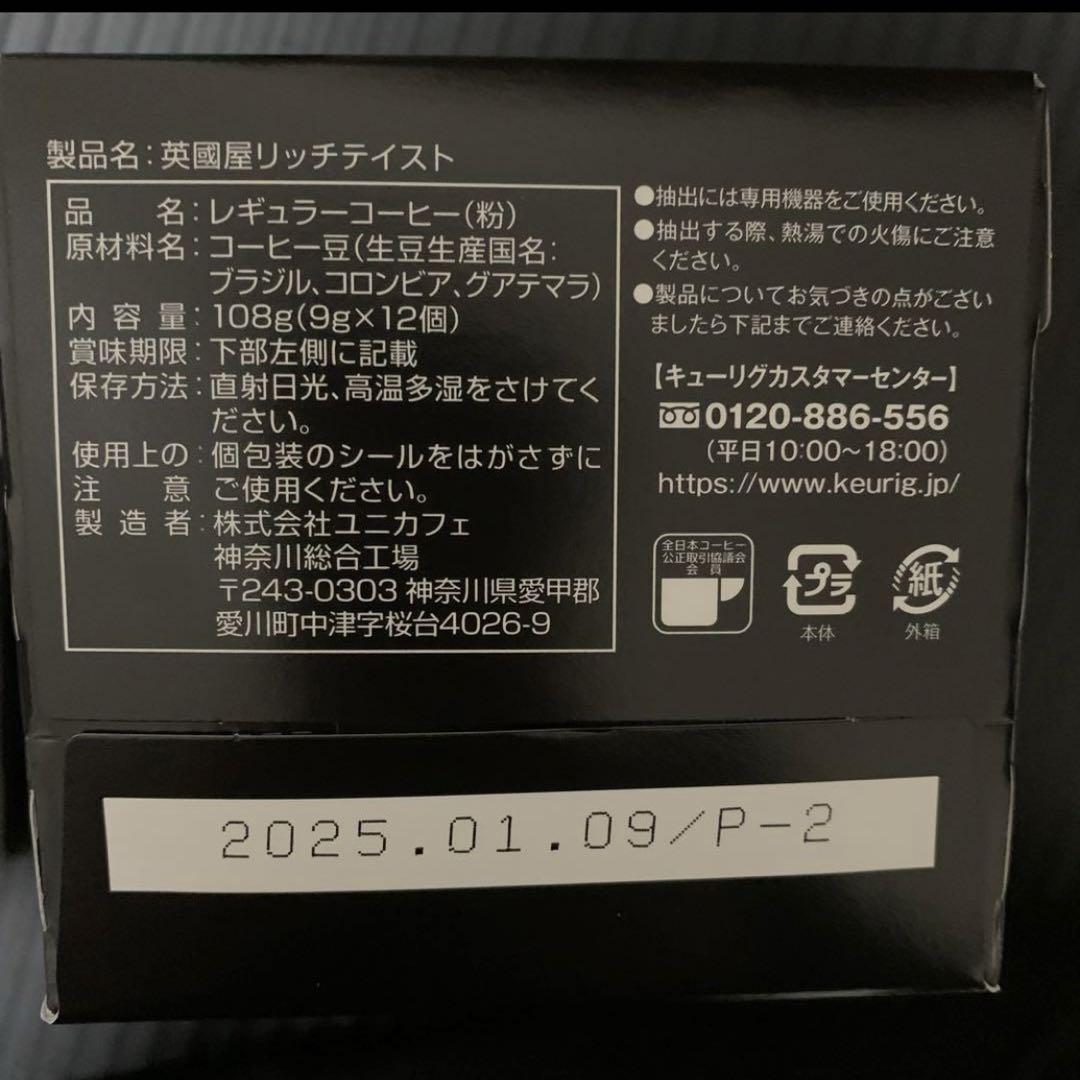 製品名：英國屋リッチテイスト
品　　名：レギュラーコーヒー（粉）
原材料名：コーヒー豆（生豆生産国名：
ブラジル、コロンビア、グアテマラ）
内容量：108g（9g×12個）
賞味期限：下部左側に記載
保存方法：直射日光、高温多湿をさけてく
ださい。
使用上の：個包装のシールをはがさずに
注　　意　ご使用ください。
製造者：株式会社ユニカフェ
神奈川総合工場
〒243-0303 神奈川県愛甲郡
愛川町中津字桜台4026-9
●抽出には専用機器をご使用ください。
●抽出する際、熱湯での火傷にご注意
ください。
●製品についてお気づきの点がござい
ましたら下記までご連絡ください。
【キューリグカスタマーセンター】
0120-886-556
（平日10:00～18:00）
https://www.keurig.jp/
全日本コーヒー
公正取引協議会
会員
プラ
本体
紙
外箱
2025.01.09/P-2